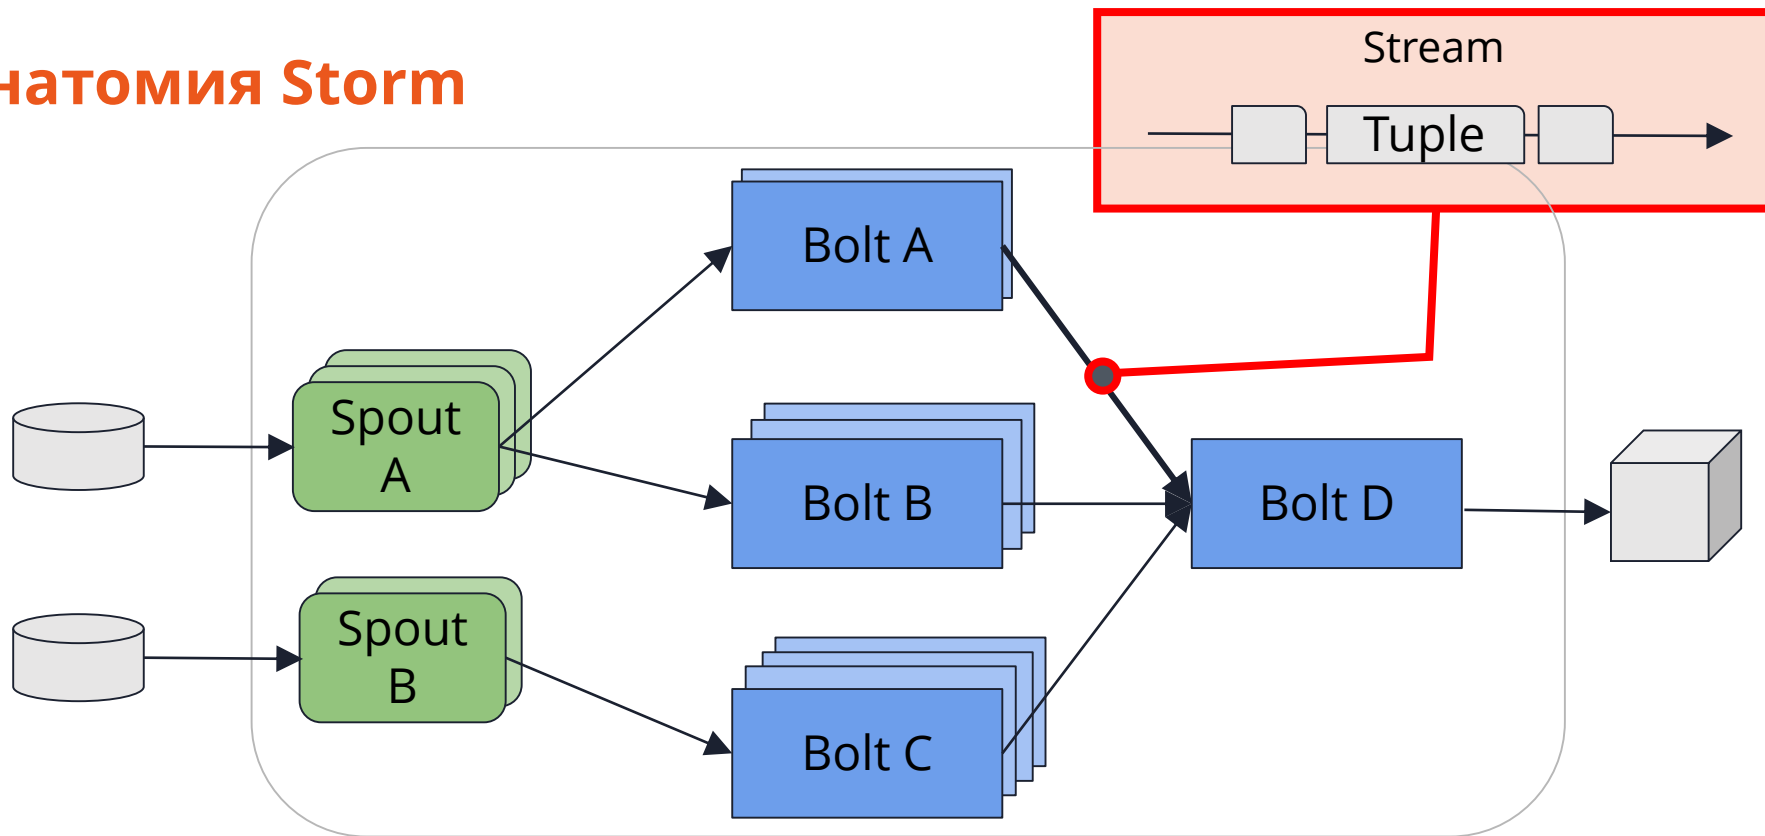 натомия Storm
Stream
Tuple
Bolt A
Spout
A
Bolt B
Bolt D
Spout
B
Bolt C